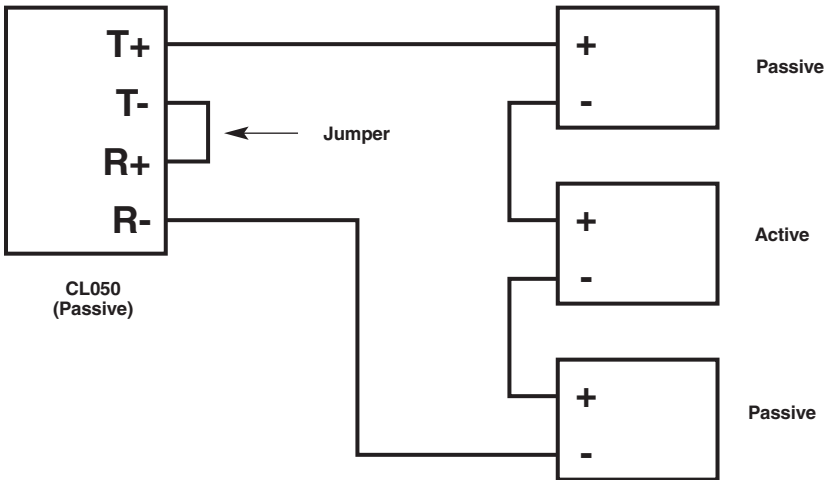 T+
T-
R+
R-
Jumper
CL050
(Passive)
+
-
Passive
+
-
Active
+
-
Passive